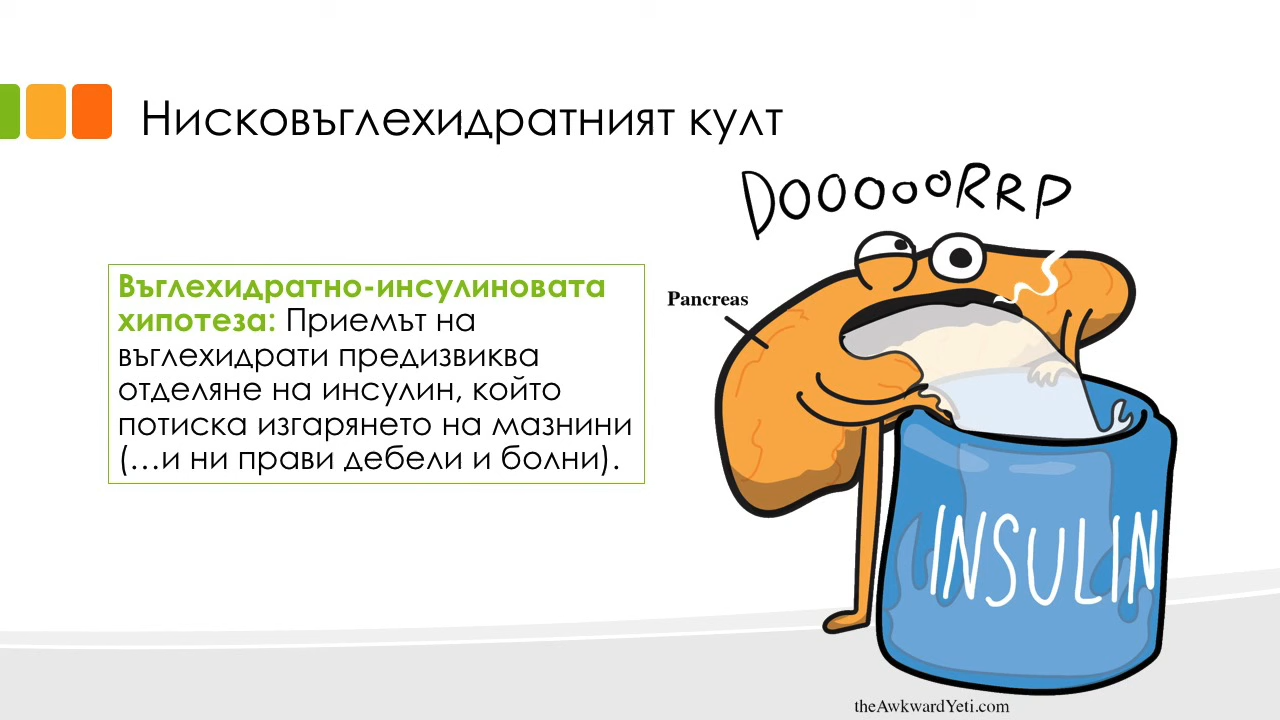 Нисковъглехидратният култ
DOOOOORRP
Въглехидратно-инсулиновата
хипотеза: Приемът на
въглехидрати предизвиква
отделяне на инсулин, който
потиска изгарянето на мазнини
(…и ни прави дебели и болни).
Pancreas
INSULIN
theAwkwardYeti.com